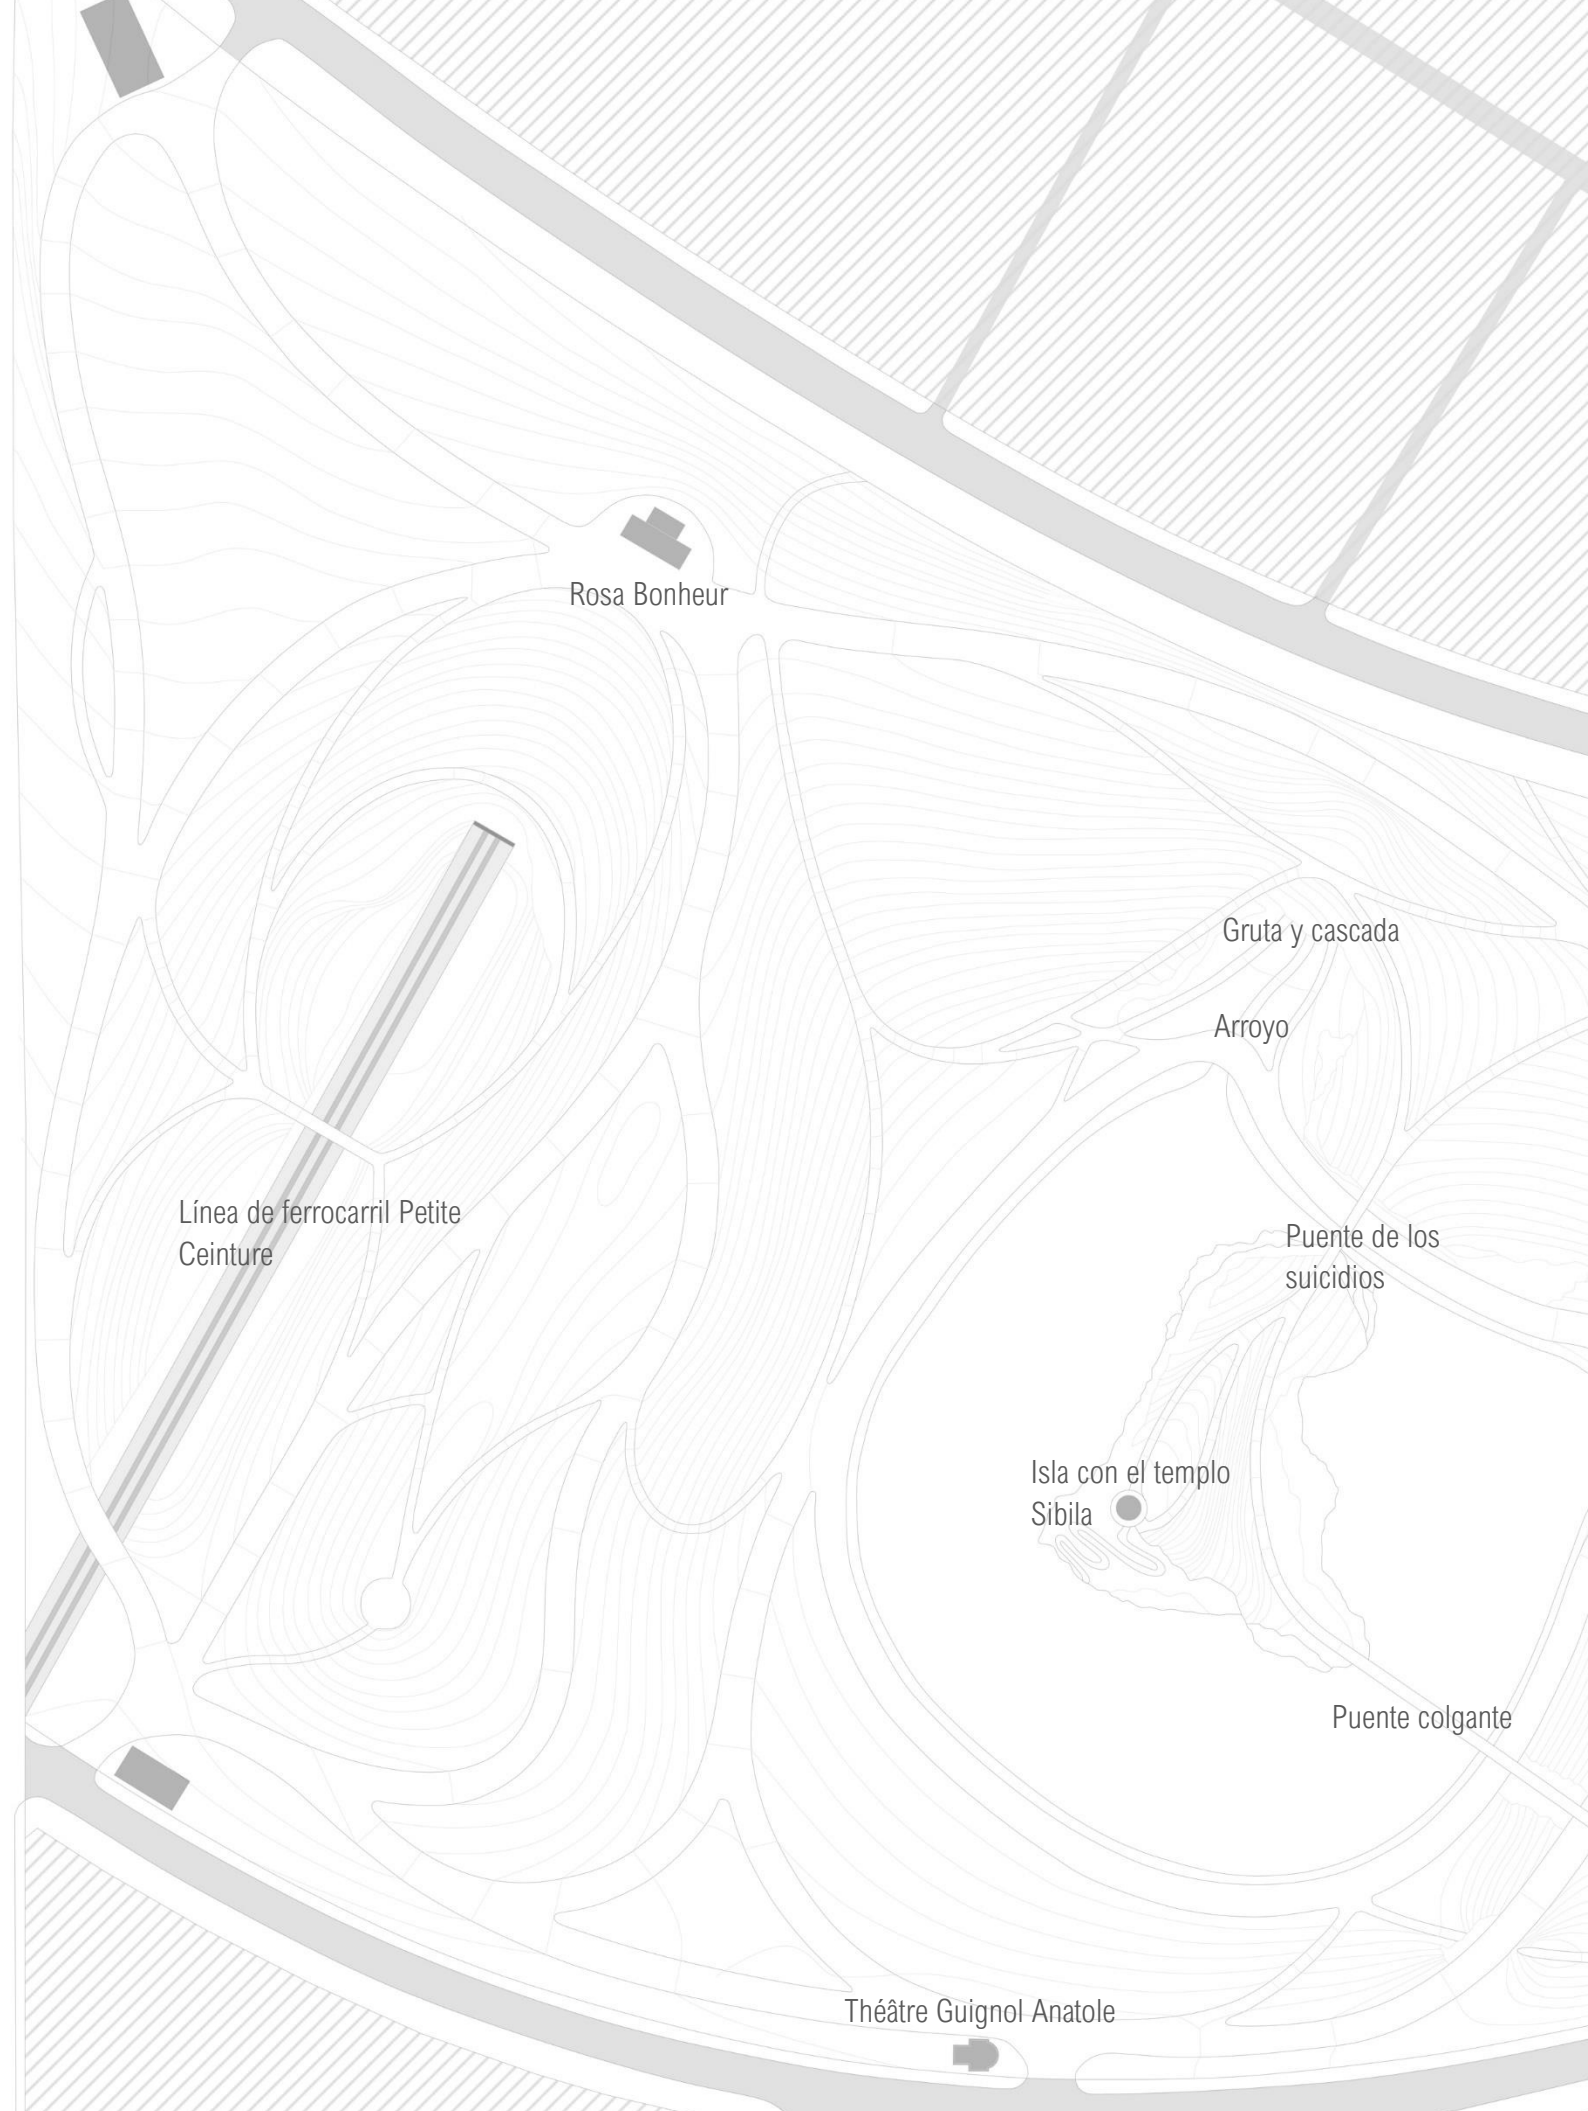 Rosa Bonheur
Gruta y cascada
Arroyo
Línea de ferrocarril Petite
Ceinture
Puente de los
suicidios
Isla con el templo
Sibila
Puente colgante
Théâtre Guignol Anatole